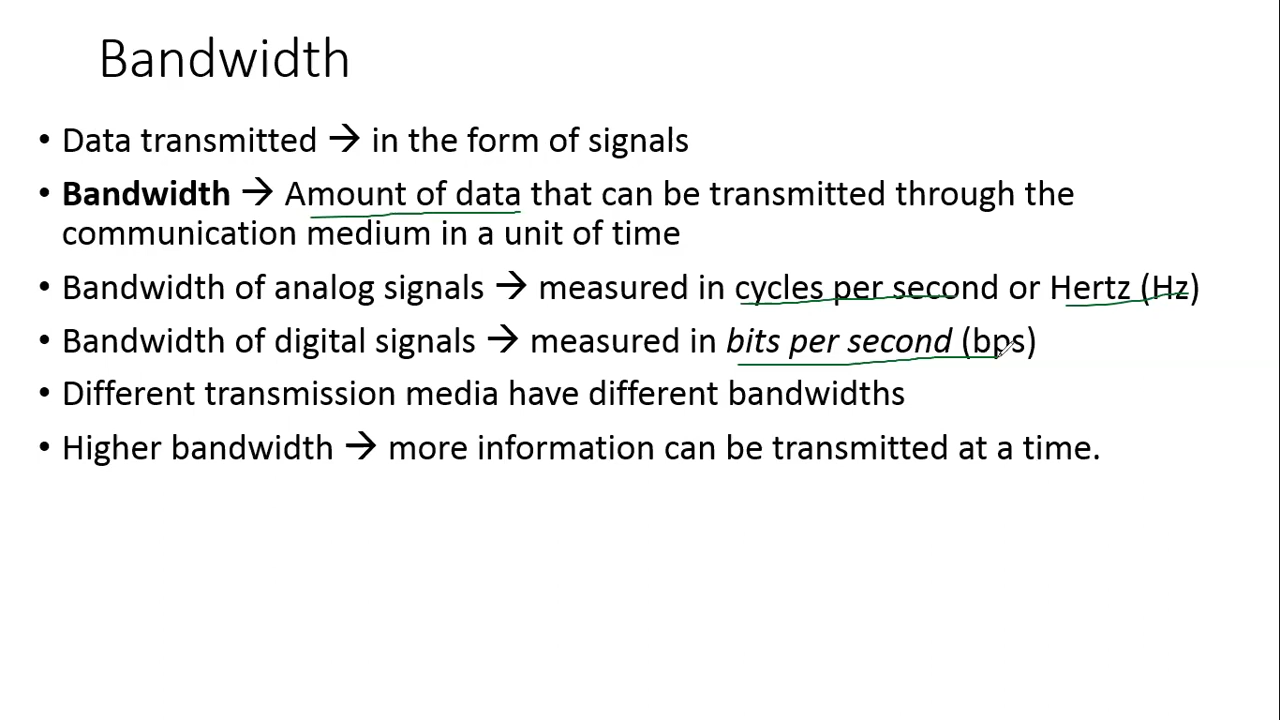 Bandwidth
• Data transmitted → in the form of signals
• Bandwidth → Amount of data that can be transmitted through the
communication medium in a unit of time
• Bandwidth of analog signals → measured in cycles per second or Hertz (Hz)
• Bandwidth of digital signals → measured in bits per second (bps)
• Different transmission media have different bandwidths
• Higher bandwidth → more information can be transmitted at a time.